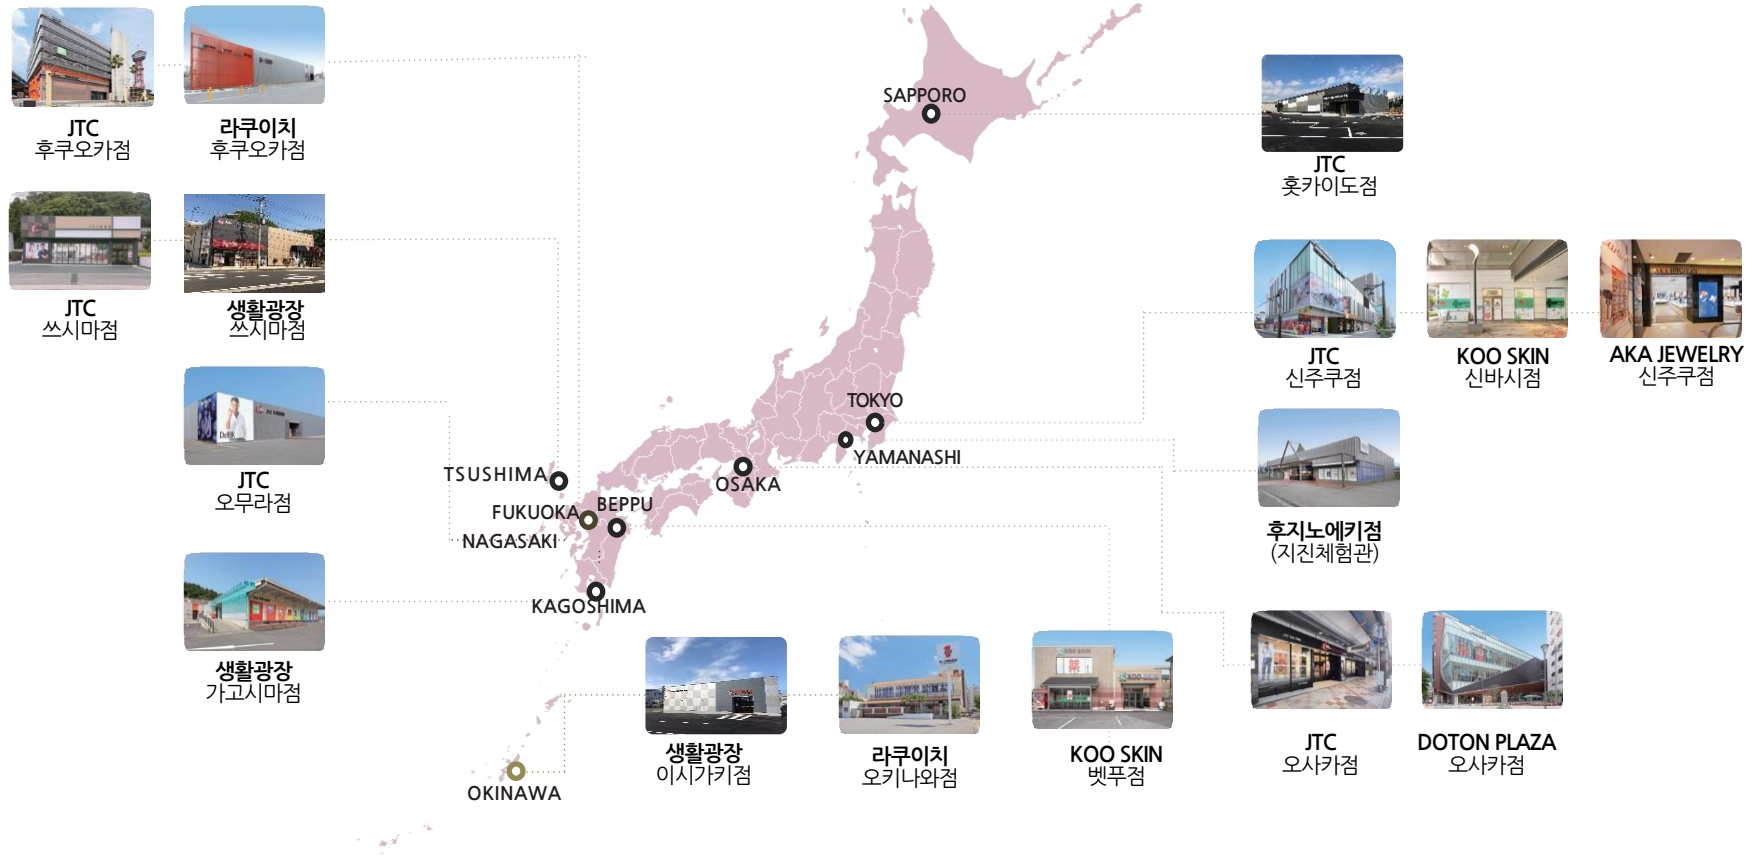 JTC
후쿠오카점
라쿠이치
후쿠오카점
JTC
쓰시마점
생활광장
쓰시마점
JTC
오무라점
생활광장
가고시마점
SAPPORO
TOKYO
YAMANASHI
OSAKA
TSUSHIMA
FUKUOKA
BEPPU
NAGASAKI
KAGOSHIMA
OKINAWA
JTC
홋카이도점
JTC
신주쿠점
KOO SKIN
신바시점
AKA JEWELRY
신주쿠점
후지노에키점
(지진체험관)
생활광장
이시가키점
라쿠이치
오키나와점
KOO SKIN
薬
KOO SKIN
KOO SKIN
벳푸점
JTC
오사카점
DOTON PLAZA
오사카점